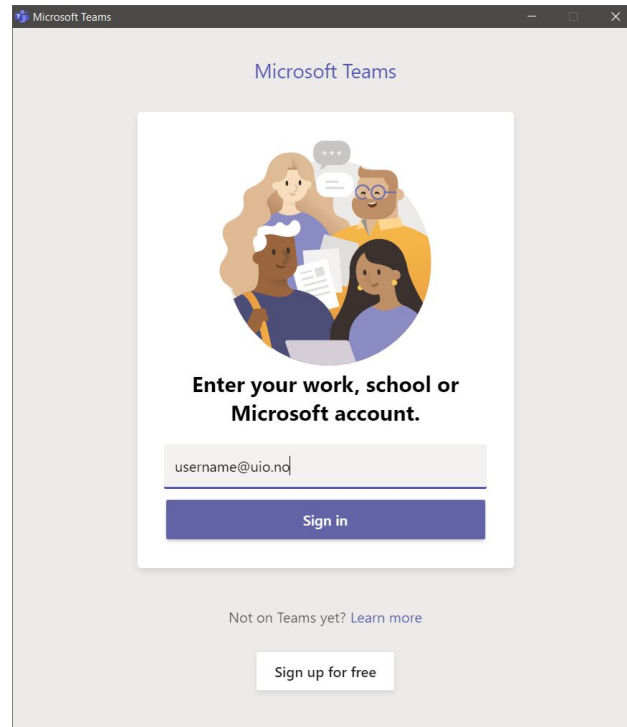 Microsoft Teams
Microsoft Teams
Enter your work, school or
Microsoft account.
username@uio.no
Sign in
Not on Teams yet? Learn more
Sign up for free